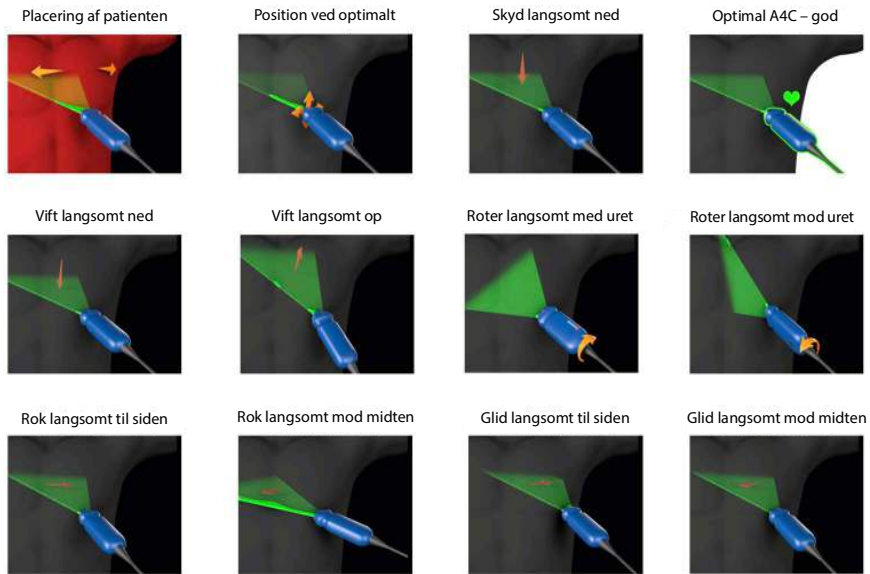 Placering af patienten
Position ved optimalt
Skyd langsomt ned
Optimal A4C – god
Vift langsomt ned
Vift langsomt op
Roter langsomt med uret
Roter langsomt mod uret
Rok langsomt til siden
Rok langsomt mod midten
Glid langsomt til siden
Glid langsomt mod midten